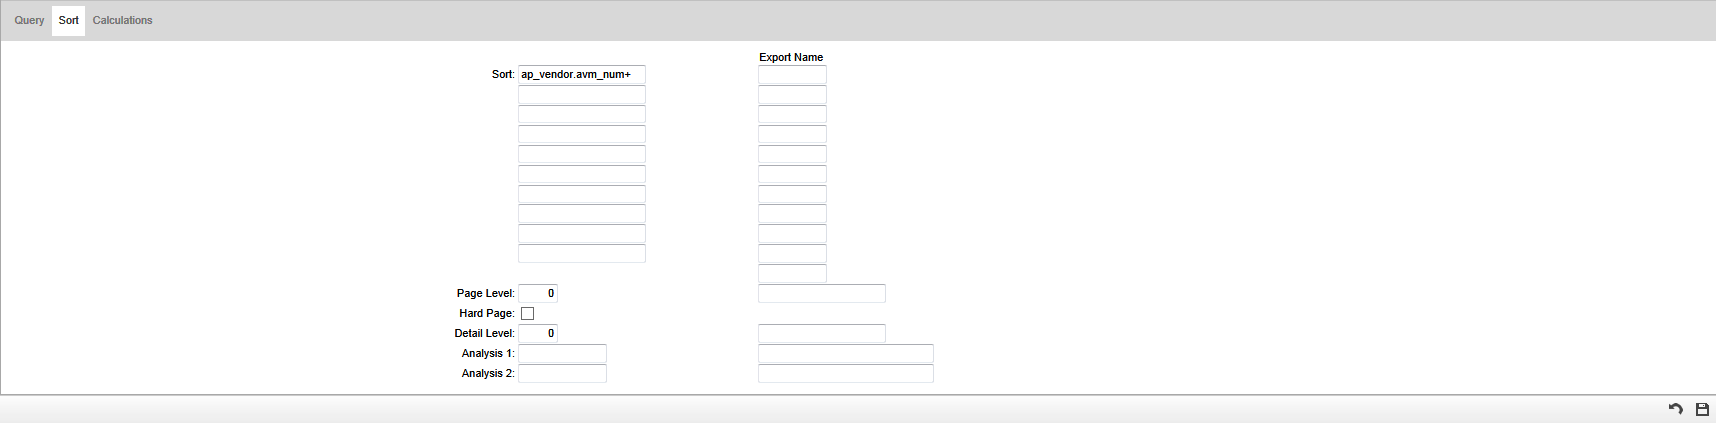 Query Sort Calculations
Export Name
Sort: ap_vendor.avm_num+
Page Level: 0
Hard Page:
Detail Level: 0
Analysis 1:
Analysis 2: